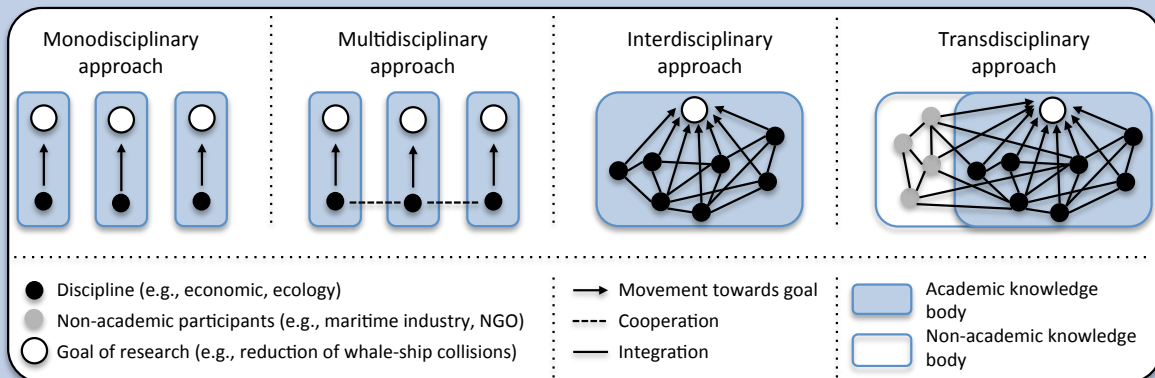 Monodisciplinary
approach
Multidisciplinary
approach
Interdisciplinary
approach
Transdisciplinary
approach
Discipline (e.g., economic, ecology)
Non-academic participants (e.g., maritime industry, NGO)
Goal of research (e.g., reduction of whale-ship collisions)
Movement towards goal
Cooperation
Integration
Academic knowledge
body
Non-academic knowledge
body